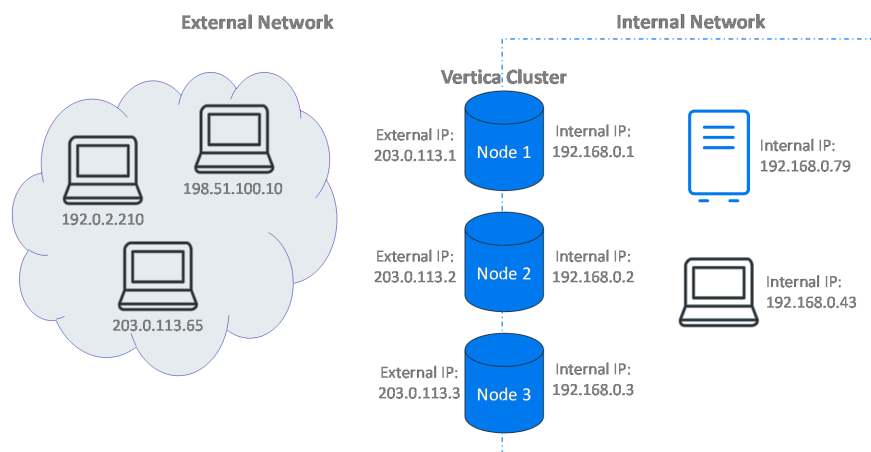 External Network
Internal Network
Vertica Cluster
198.51.100.10
192.0.2.210
203.0.113.65
External IP:
203.0.113.1
Node 1
Internal IP:
192.168.0.1
Internal IP:
192.168.0.79
External IP:
203.0.113.2
Node 2
Internal IP:
192.168.0.2
Internal IP:
192.168.0.43
External IP:
203.0.113.3
Node 3
Internal IP:
192.168.0.3